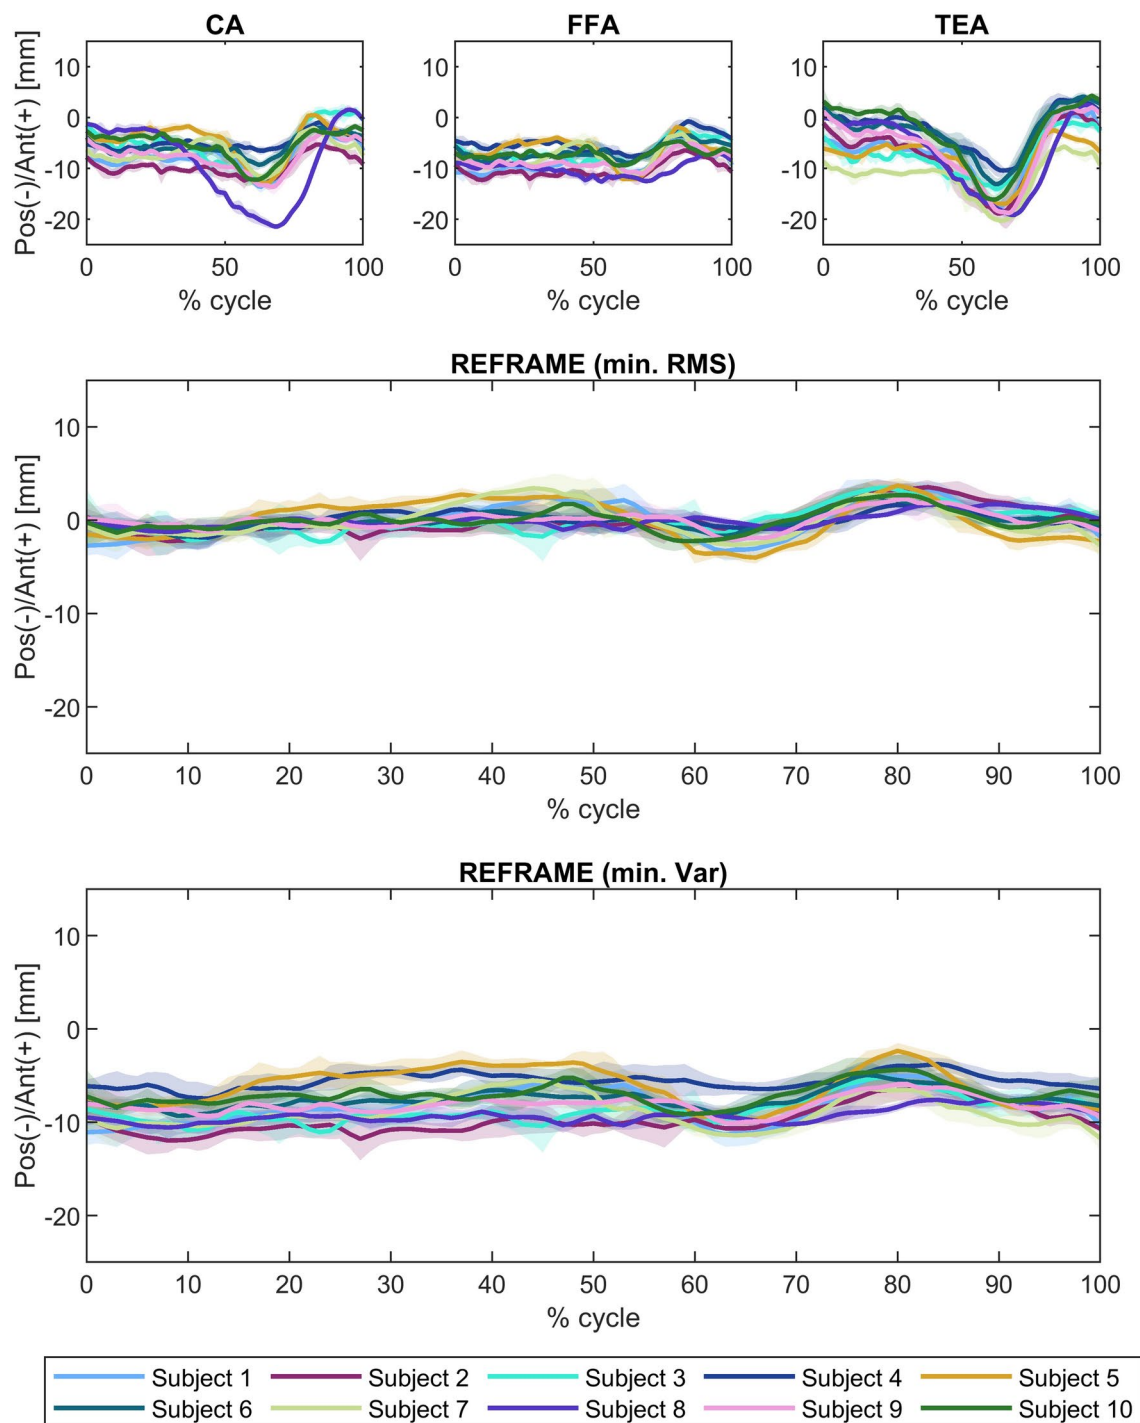 CA FFA TEA
Pos(-)/Ant(+) [mm]
10 10 10
0 0 0
-10 -10 -10
-20 -20 -20
0 50 100 0 50 100 0 50 100
% cycle % cycle % cycle
REFRAME (min. RMS)
Pos(-)/Ant(+) [mm]
10
0
-10
-20
0 10 20 30 40 50 60 70 80 90 100
% cycle
REFRAME (min. Var)
Pos(-)/Ant(+) [mm]
10
0
-10
-20
0 10 20 30 40 50 60 70 80 90 100
% cycle
Subject 1 Subject 2 Subject 3 Subject 4 Subject 5
Subject 6 Subject 7 Subject 8 Subject 9 Subject 10